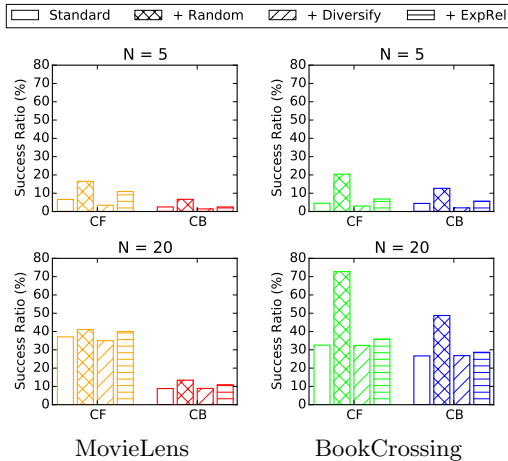 Standard + Random + Diversify + ExpRel
N = 5
80
70
60
50
40
30
20
10
0
Success Ratio (%)
CF CB
N = 5
80
70
60
50
40
30
20
10
0
Success Ratio (%)
CF CB
N = 20
80
70
60
50
40
30
20
10
0
Success Ratio (%)
CF CB
N = 20
80
70
60
50
40
30
20
10
0
Success Ratio (%)
CF CB
MovieLens BookCrossing